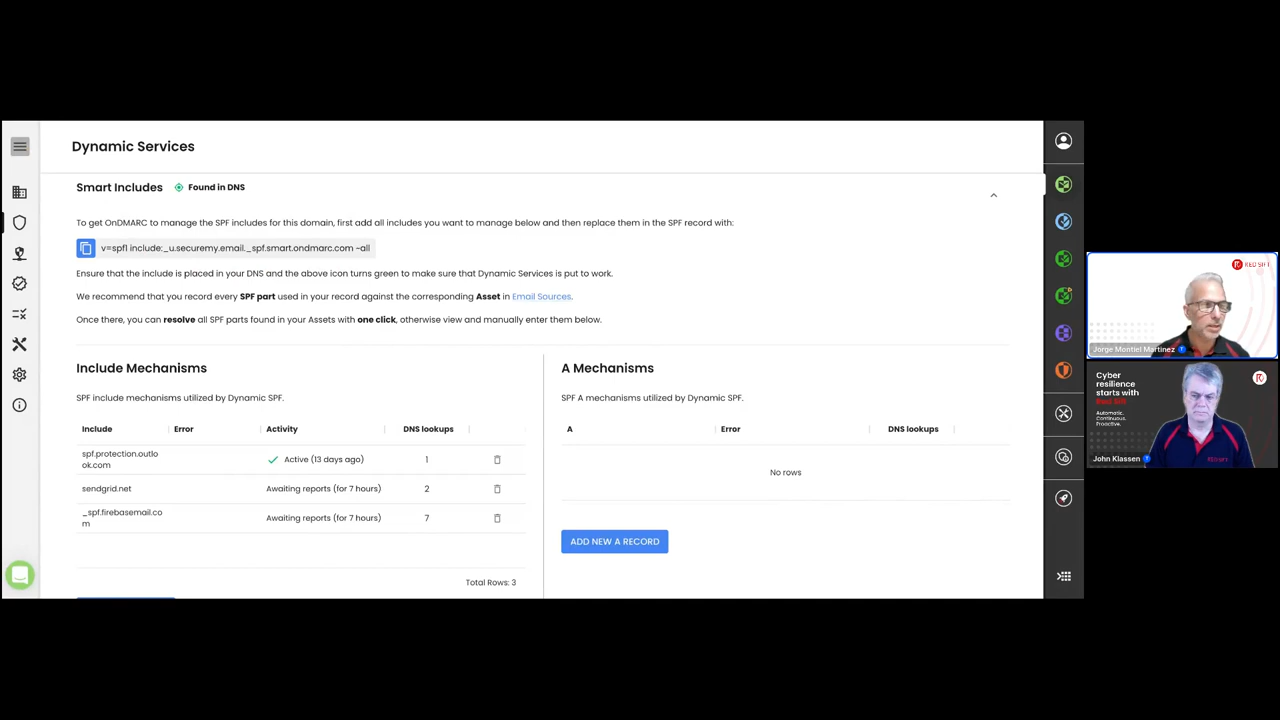 Dynamic Services
Smart Includes
Found in DNS
To get OnDMARC to manage the SPF includes for this domain, first add all includes you want to manage below and then replace them in the SPF record with:
v=spf1 include:_u.securemy.email._spf.smart.ondmarc.com ~all
Ensure that the include is placed in your DNS and the above icon turns green to make sure that Dynamic Services is put to work.
We recommend that you record every SPF part used in your record against the corresponding Asset in Email Sources.
Once there, you can resolve all SPF parts found in your Assets with one click, otherwise view and manually enter them below.
Include Mechanisms
SPF include mechanisms utilized by Dynamic SPF.
Include Error Activity DNS lookups
spf.protection.outlo
ok.com
Active (13 days ago) 1
sendgrid.net Awaiting reports (for 7 hours) 2
_spf.firebasemail.co
m
Awaiting reports (for 7 hours) 7
Total Rows: 3
A Mechanisms
SPF A mechanisms utilized by Dynamic SPF.
A Error DNS lookups
No rows
ADD NEW A RECORD
RED SIFT
Jorge Montiel Martinez
Cyber
resilience
starts with
Red Sift
Automatic.
Continuous.
Proactive.
REDSIFT
John Klassen